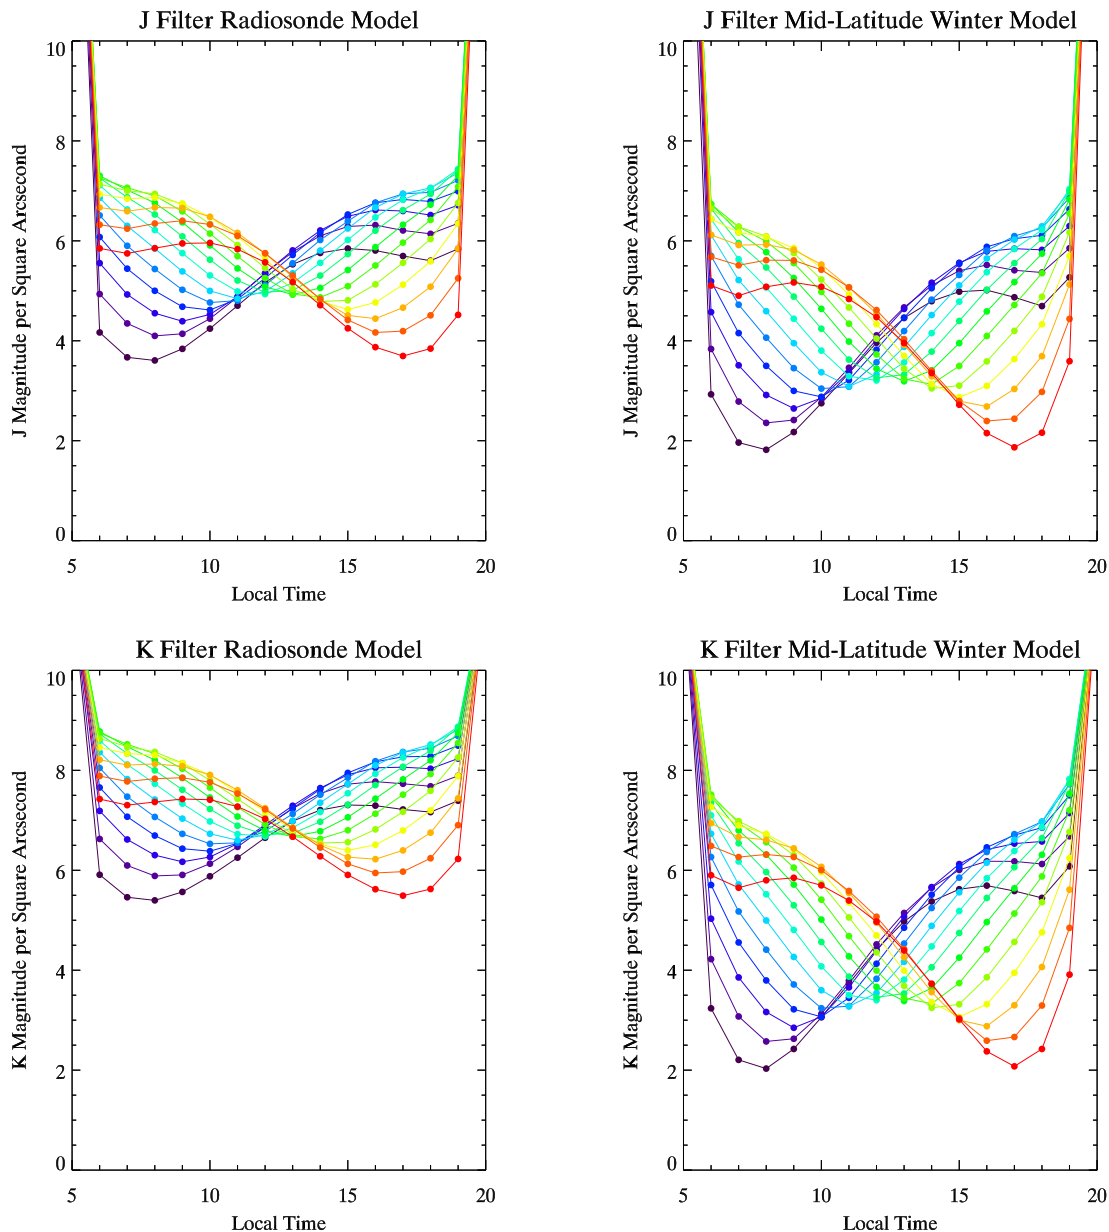 J Filter Radiosonde Model
J Magnitude per Square Arcsecond
10
8
6
4
2
0
5 10 15 20
Local Time
J Filter Mid-Latitude Winter Model
J Magnitude per Square Arcsecond
10
8
6
4
2
0
5 10 15 20
Local Time
K Filter Radiosonde Model
K Magnitude per Square Arcsecond
10
8
6
4
2
0
5 10 15 20
Local Time
K Filter Mid-Latitude Winter Model
K Magnitude per Square Arcsecond
10
8
6
4
2
0
5 10 15 20
Local Time